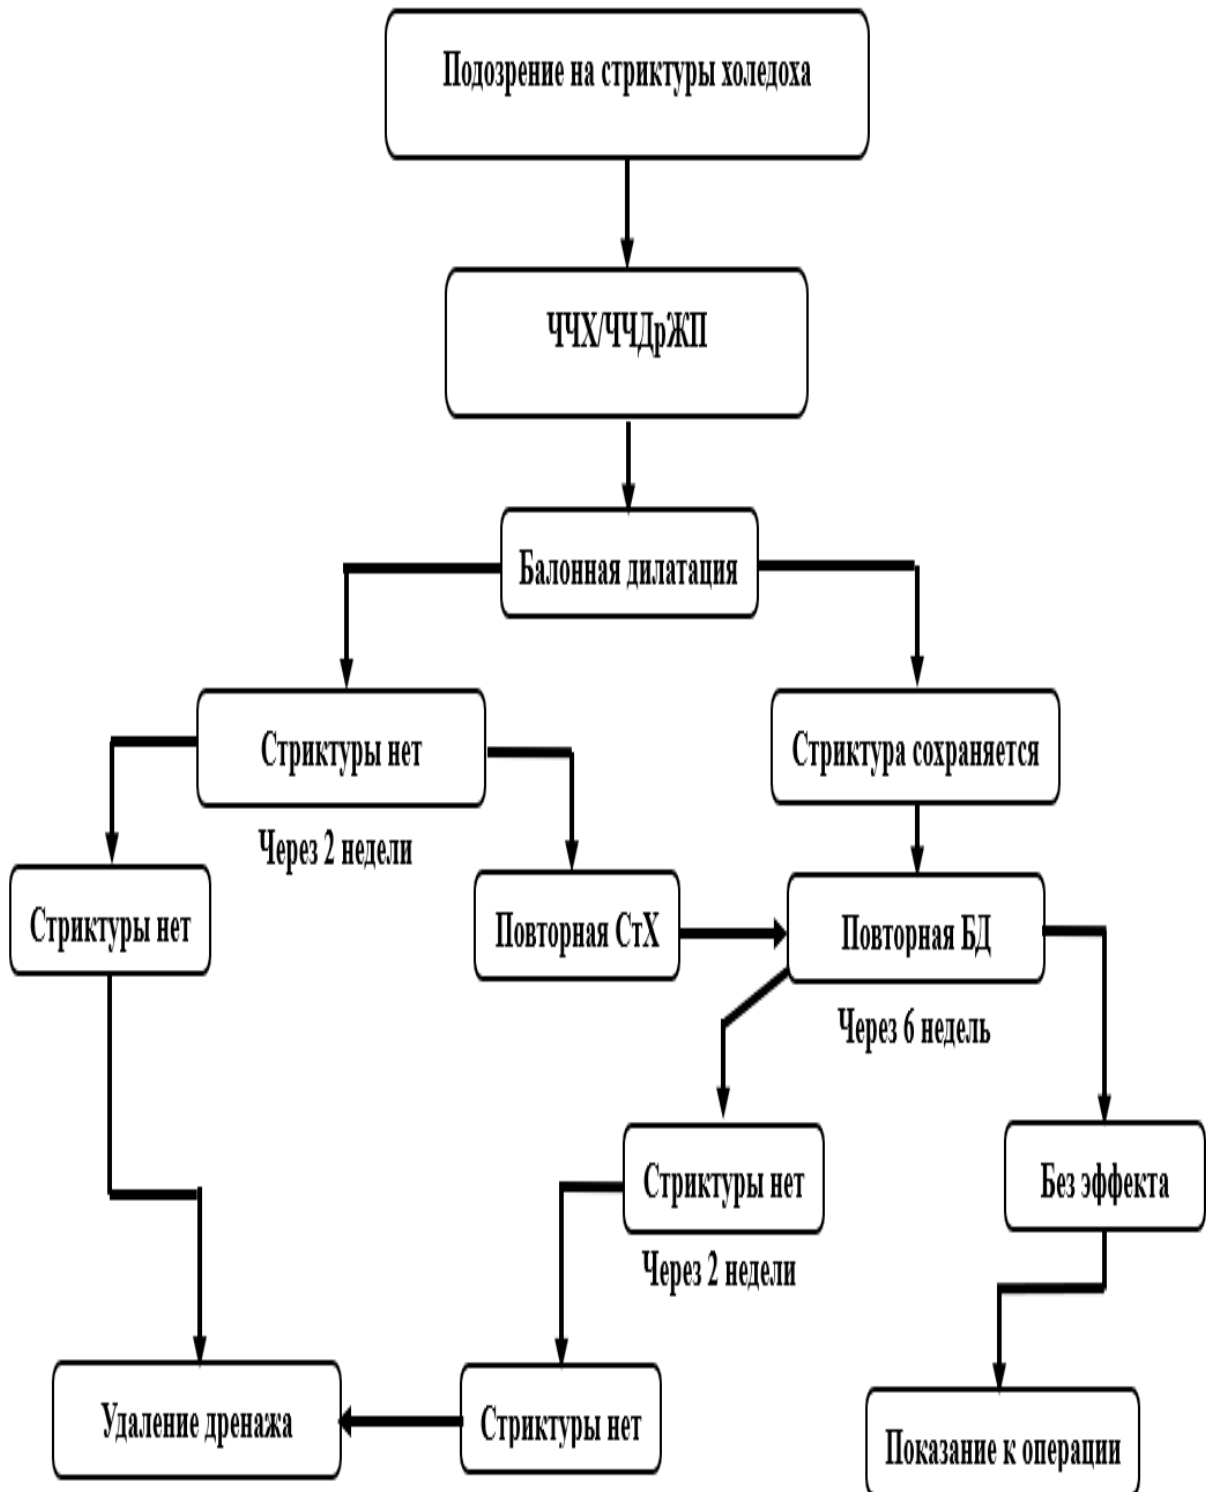 Подозрение на стриктуры холедоха
ЧЧХ/ЧЧДрЖП
Балонная дилатация
Стриктуры нет
Стриктура сохраняется
Через 2 недели
Стриктуры нет
Повторная СтХ
Повторная БД
Через 6 недель
Стриктуры нет
Без эффекта
Через 2 недели
Удаление дренажа
Стриктуры нет
Показание к операции